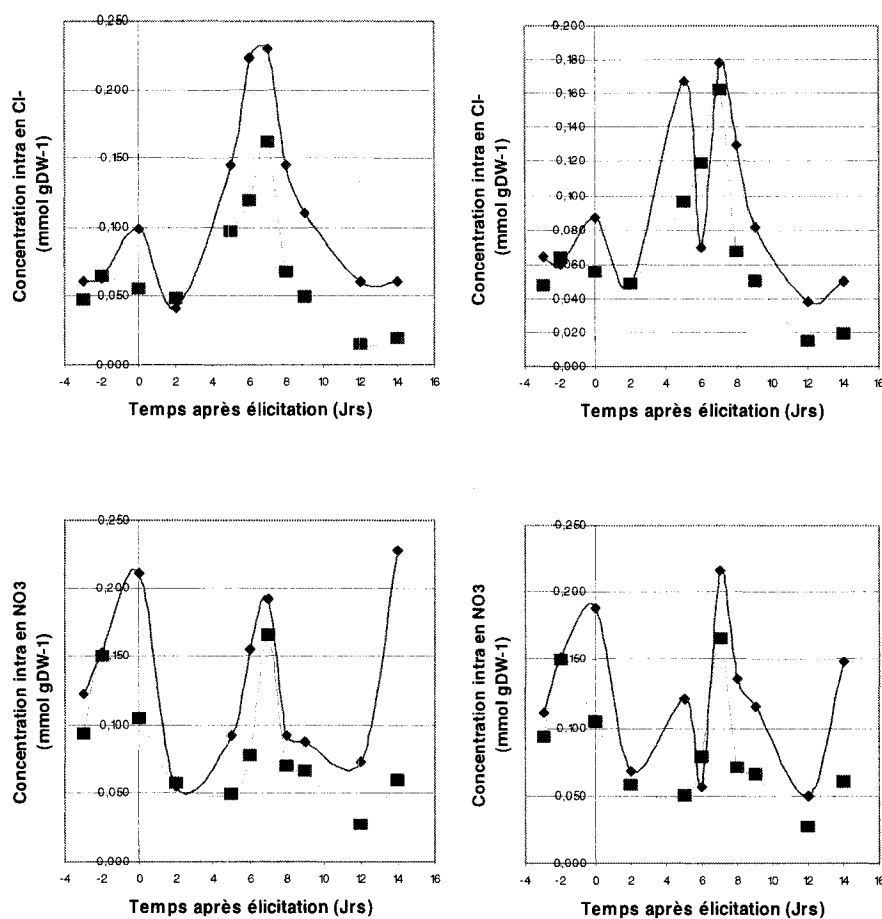 Concentration intra en Cl-
(mmol gDW-1)
0,250
0,200
0,150
0,100
0,050
0,000
-4 -2 0 2 4 6 8 10 12 14 16
Temps après élicitation (Jrs)
Concentration intra en Cl-
(mmol gDW-1)
0,200
0,180
0,160
0,140
0,120
0,100
0,080
0,060
0,040
0,020
0,000
-4 -2 0 2 4 6 8 10 12 14 16
Temps après élicitation (Jrs)
Concentration intra en NO3
(mmol gDW-1)
0,250
0,200
0,150
0,100
0,050
0,000
-4 -2 0 2 4 6 8 10 12 14 16
Temps après élicitation (Jrs)
Concentration intra en NO3
(mmol gDW-1)
0,250
0,200
0,150
0,100
0,050
0,000
-4 -2 0 2 4 6 8 10 12 14 16
Temps après élicitation (Jrs)